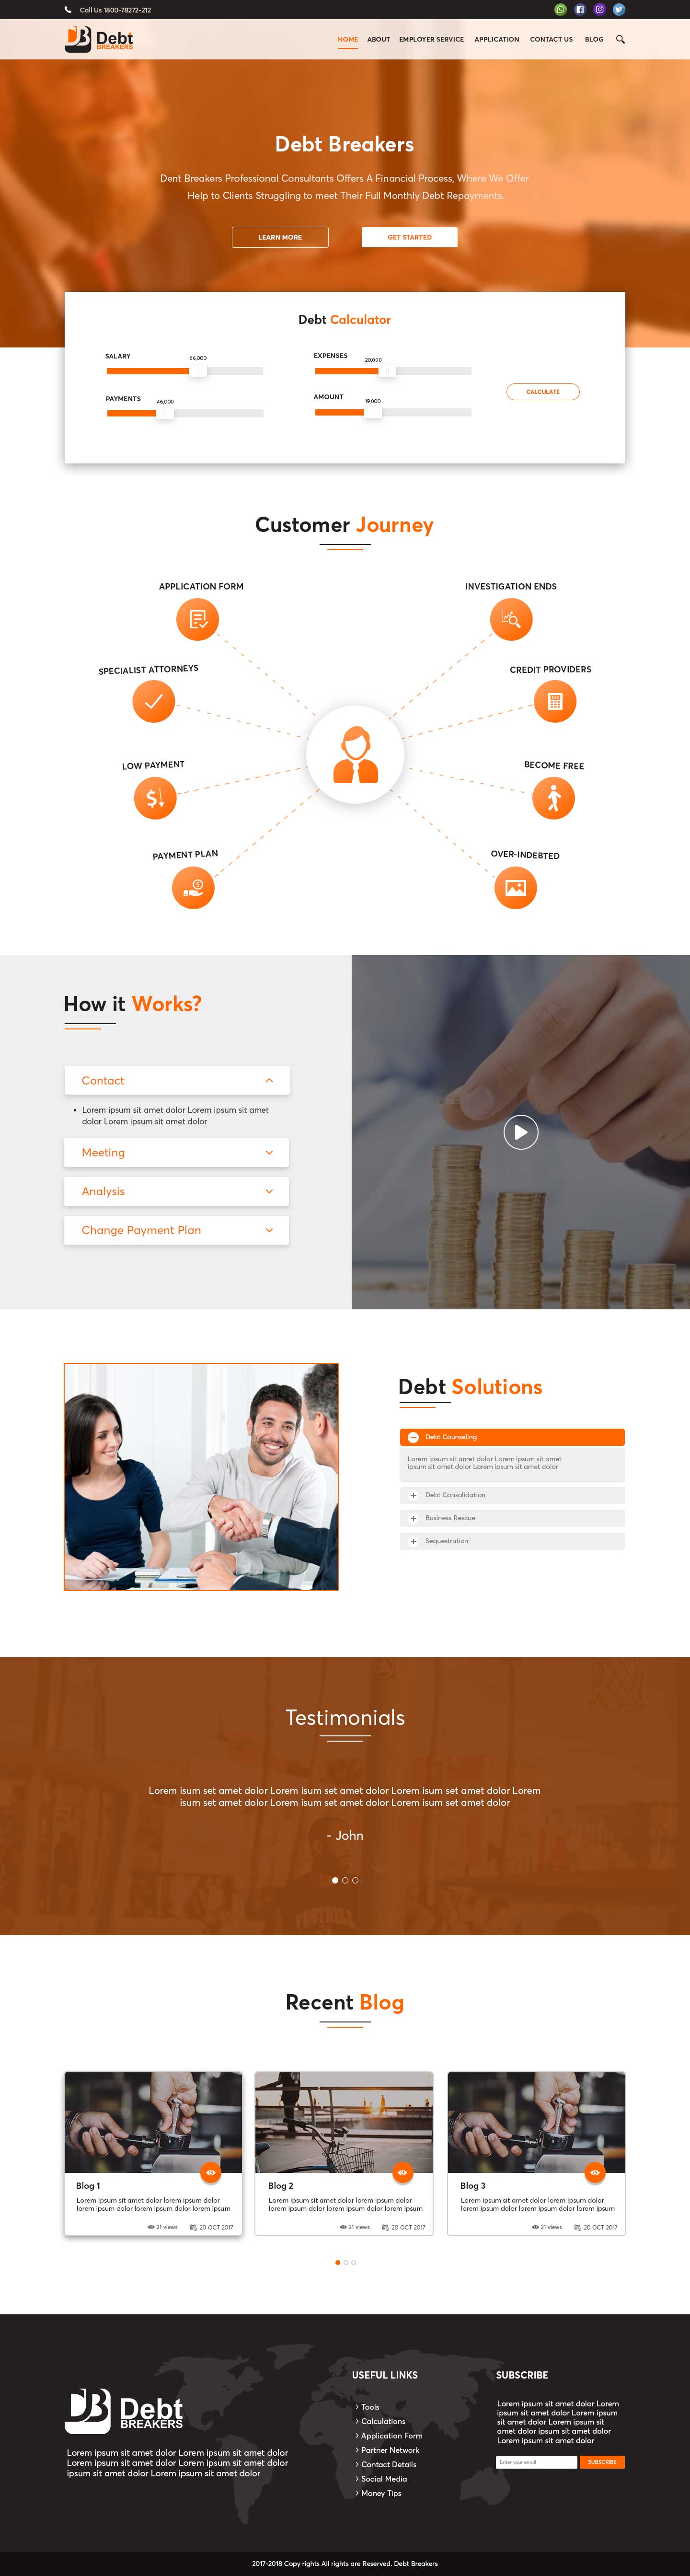 Call Us 1800-78272-212
Debt
BREAKERS
HOME ABOUT EMPLOYER SERVICE APPLICATION CONTACT US BLOG
Debt Breakers
Dent Breakers Professional Consultants Offers A Financial Process, Where We Offer
Help to Clients Struggling to meet Their Full Monthly Debt Repayments.
LEARN MORE
GET STARTED
Debt Calculator
SALARY
66,000
EXPENSES
20,000
PAYMENTS
46,000
AMOUNT
19,000
CALCULATE
Customer Journey
APPLICATION FORM
INVESTIGATION ENDS
SPECIALIST ATTORNEYS
CREDIT PROVIDERS
LOW PAYMENT
BECOME FREE
PAYMENT PLAN
OVER-INDEBTED
How it Works?
Contact
• Lorem ipsum sit amet dolor Lorem ipsum sit amet
dolor Lorem ipsum sit amet dolor
Meeting
Analysis
Change Payment Plan
Debt Solutions
Debt Counseling
Lorem ipsum sit amet dolor Lorem ipsum sit amet
ipsum sit amet dolor Lorem ipsum sit amet dolor
Debt Consolidation
Business Rescue
Sequestration
Testimonials
Lorem isum set amet dolor Lorem isum set amet dolor Lorem isum set amet dolor Lorem
isum set amet dolor Lorem isum set amet dolor Lorem isum set amet dolor
- John
Recent Blog
Blog 1
Lorem ipsum sit amet dolor lorem ipsum dolor
lorem ipsum dolor lorem ipsum dolor lorem ipsum
21 views 20 OCT 2017
Blog 2
Lorem ipsum sit amet dolor lorem ipsum dolor
lorem ipsum dolor lorem ipsum dolor lorem ipsum
21 views 20 OCT 2017
Blog 3
Lorem ipsum sit amet dolor lorem ipsum dolor
lorem ipsum dolor lorem ipsum dolor lorem ipsum
21 views 20 OCT 2017
Debt
BREAKERS
Lorem ipsum sit amet dolor Lorem ipsum sit amet dolor
Lorem ipsum sit amet dolor Lorem ipsum sit amet dolor
ipsum sit amet dolor Lorem ipsum sit amet dolor
USEFUL LINKS
Tools
Calculations
Application Form
Partner Network
Contact Details
Social Media
Money Tips
SUBSCRIBE
Lorem ipsum sit amet dolor Lorem
ipsum sit amet dolor Lorem ipsum
sit amet dolor Lorem ipsum sit
amet dolor ipsum sit amet dolor
Lorem ipsum sit amet dolor
Enter your email
SUBSCRIBE
2017-2018 Copy rights All rights are Reserved. Debt Breakers